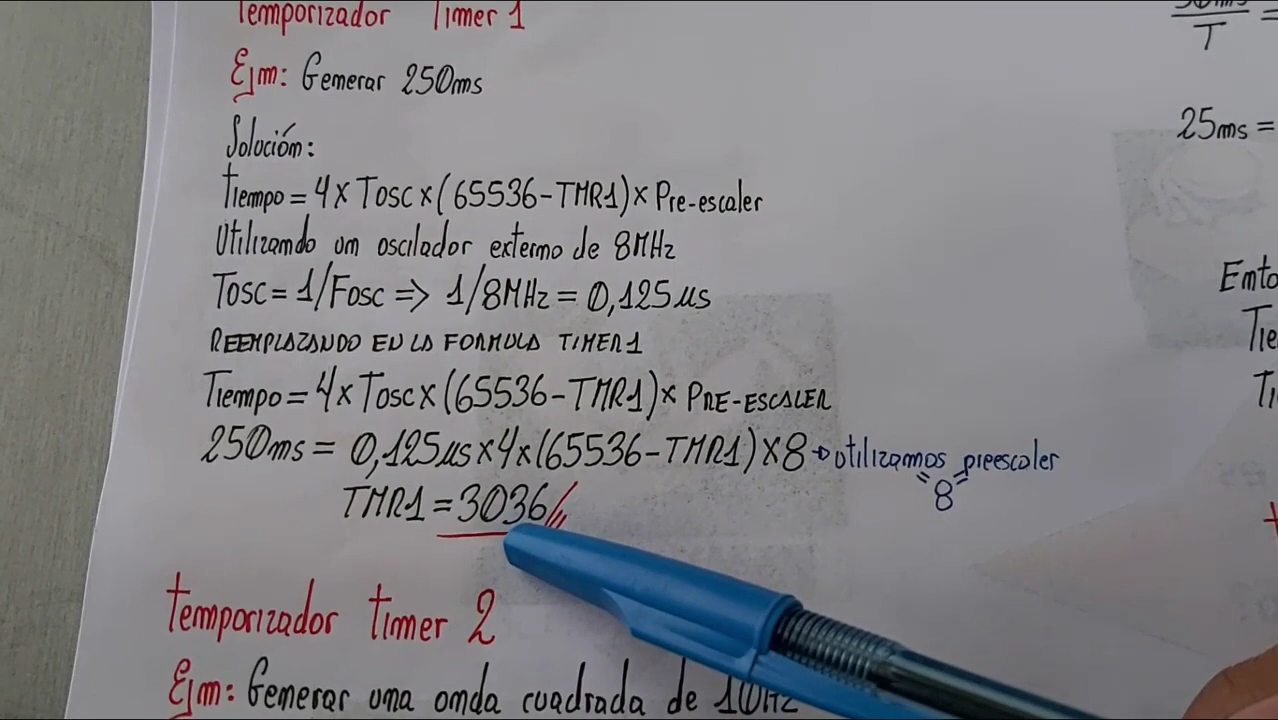 Temporizador Timer 1
Ejm: Generar 250ms
Solución:
Tiempo = 4 x Tosc x (65536 - TMR1) x Pre-escaler
Utilizando un oscilador externo de 8MHz
Tosc = 1/Fosc => 1/8MHz = 0,125us
REEMPLAZANDO EN LA FORMULA TIMER1
Tiempo = 4 x Tosc x (65536 - TMR1) x PRE-ESCALER
250ms = 0,125us x 4 x (65536 - TMR1) x 8 → utilizamos preescaler
= 8 =
TMR1 = 3036
temporizador timer 2
Ejm: Generar una onda cuadrada de 10Hz
T =
25ms =